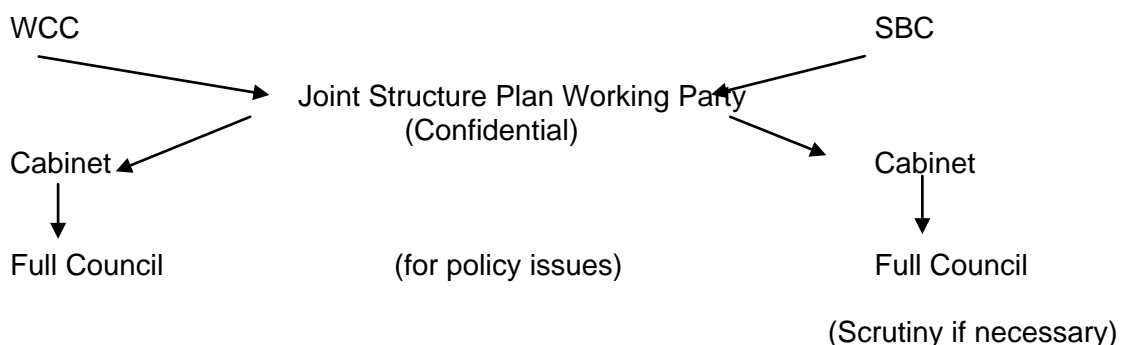 WCC SBC
Joint Structure Plan Working Party
(Confidential)
Cabinet Cabinet
Full Council (for policy issues) Full Council
(Scrutiny if necessary)